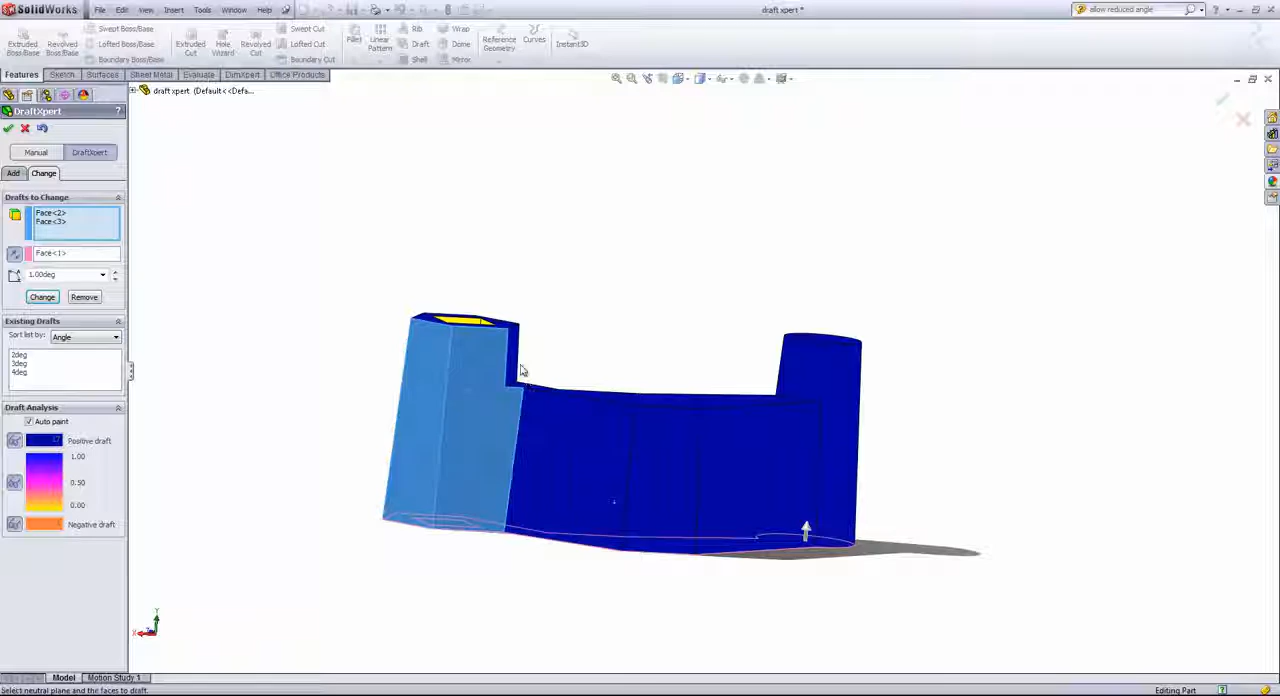 SolidWorks File Edit View Insert Tools Window Help draft xpert * allow reduced angle
Extruded Boss/Base
Revolved Boss/Base
Swept Boss/Base
Lofted Boss/Base
Boundary Boss/Base
Extruded Cut
Hole Wizard
Revolved Cut
Swept Cut
Lofted Cut
Boundary Cut
Fillet
Linear Pattern
Rib
Draft
Shell
Wrap
Dome
Mirror
Reference Geometry
Curves
Instant3D
Features Sketch Surfaces Sheet Metal Evaluate DimXpert Office Products
draft xpert (Default<<Defa...
DraftXpert ?
Manual DraftXpert
Add Change
Drafts to Change
Face<2>
Face<3>
Face<1>
1.00deg
Change Remove
Existing Drafts
Sort list by: Angle
2deg
3deg
4deg
Draft Analysis
Auto paint
Positive draft
1.00
0.50
0.00
Negative draft
Y
X
Model Motion Study 1
Select neutral plane and the faces to draft. Editing Part